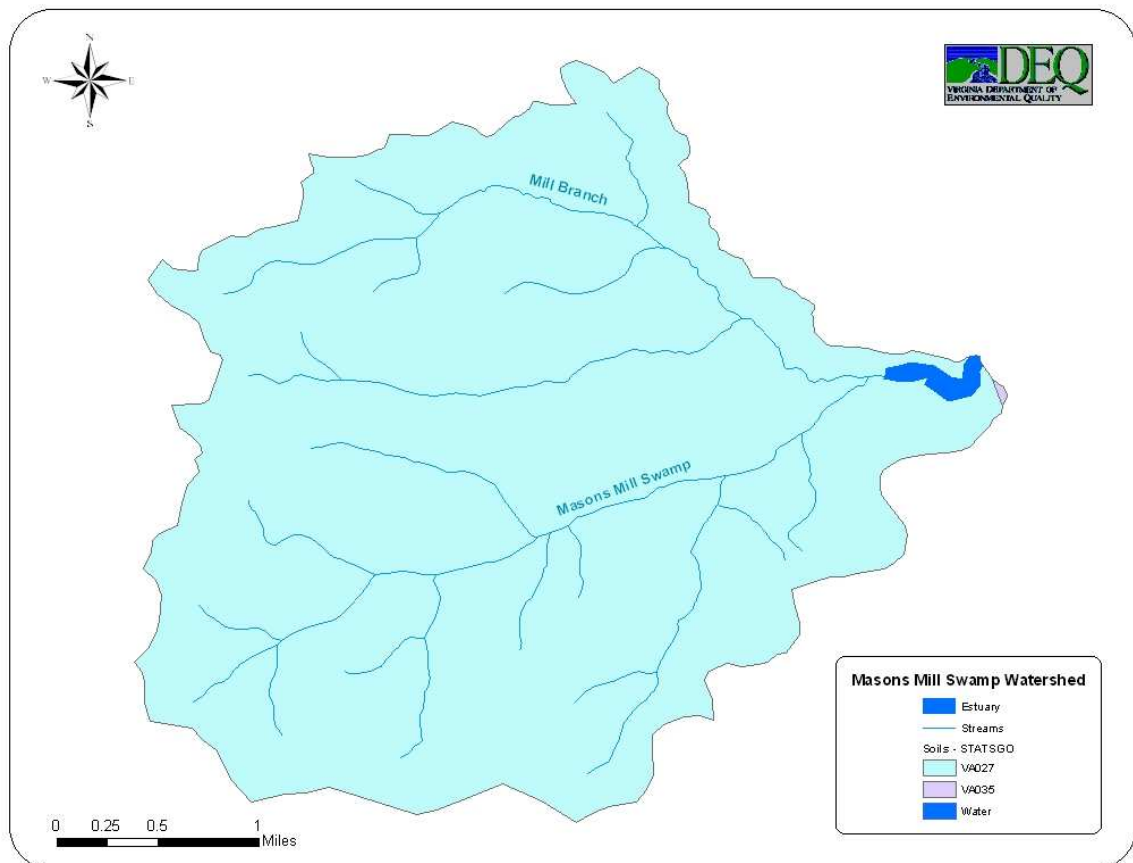 N
W E
S
DEQ
VIRGINIA DEPARTMENT OF
ENVIRONMENTAL QUALITY
Mill Branch
Masons Mill Swamp
Masons Mill Swamp Watershed
Estuary
Streams
Soils - STATSGO
VA027
VA035
Water
0 0.25 0.5 1
Miles